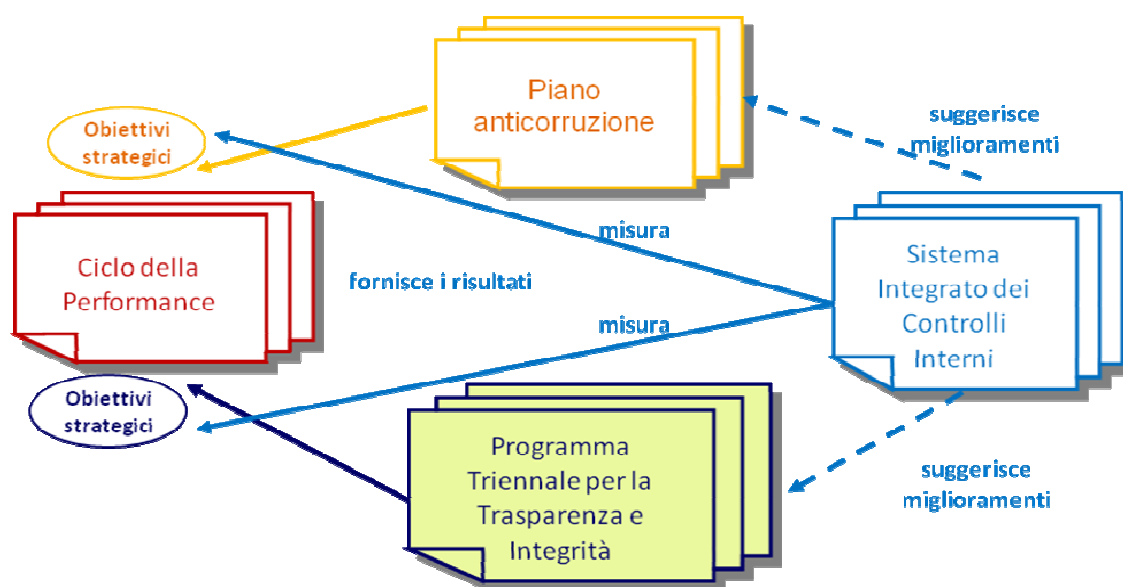 Piano
anticorruzione
suggerisce
miglioramenti
Obiettivi
strategici
misura
Ciclo della
Performance
fornisce i risultati
Sistema
Integrato dei
Controlli
Interni
misura
Obiettivi
strategici
Programma
Triennale per la
Trasparenza e
Integrità
suggerisce
miglioramenti